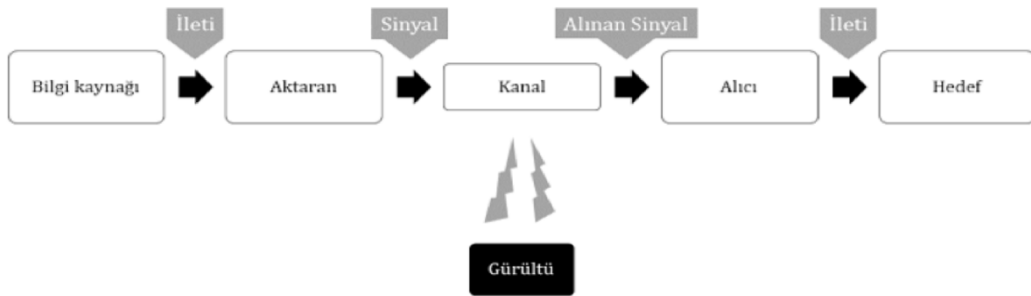 İleti
Sinyal
Alınan Sinyal
İleti
Bilgi kaynağı
Aktaran
Kanal
Alıcı
Hedef
Gürültü